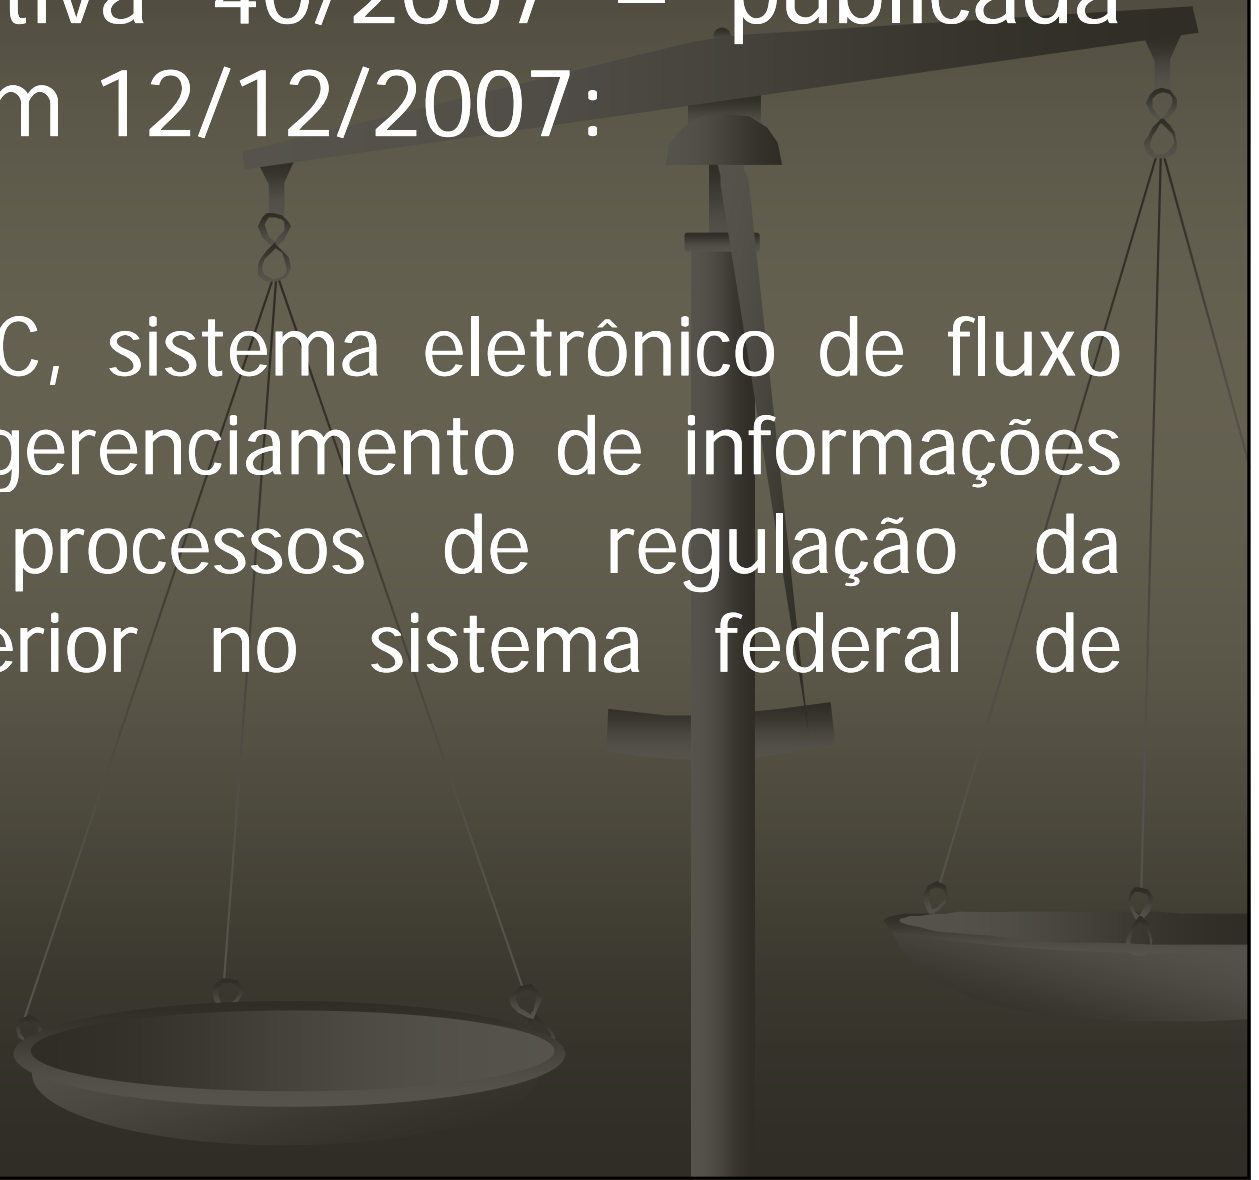 tiva 40/2007 – publicada
m 12/12/2007:
C, sistema eletrônico de fluxo
gerenciamento de informações
processos de regulação da
erior no sistema federal de